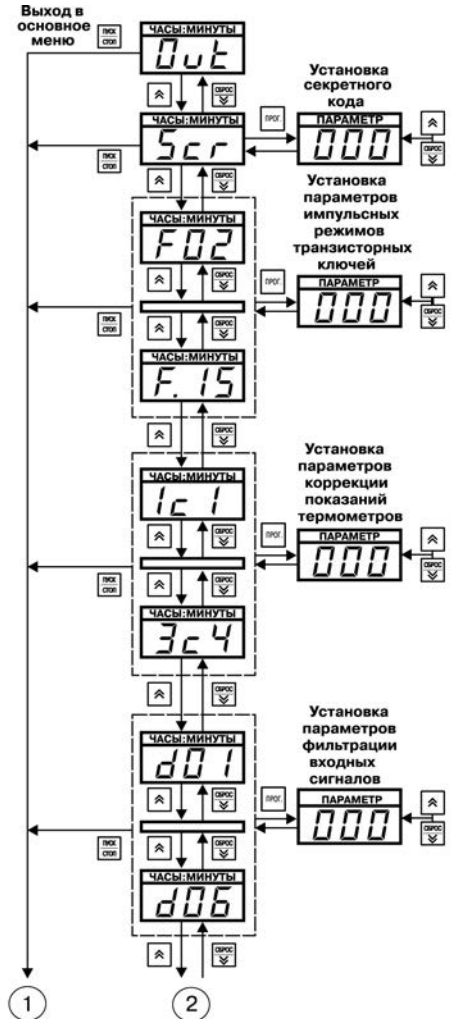 Выход в
основное
меню
ПУСК
СТОП
ЧАСЫ:МИНУТЫ
Out
СБРОС
Установка
секретного
кода
ЧАСЫ:МИНУТЫ
Scr
ПРОГ.
ПАРАМЕТР
000
СБРОС
ПУСК
СТОП
СБРОС
Установка
параметров
импульсных
режимов
транзисторных
ключей
ЧАСЫ:МИНУТЫ
F02
СБРОС
ПРОГ.
ПАРАМЕТР
000
СБРОС
ПУСК
СТОП
СБРОС
ЧАСЫ:МИНУТЫ
F.15
СБРОС
Установка
параметров
коррекции
показаний
термометров
ЧАСЫ:МИНУТЫ
1c1
СБРОС
ПРОГ.
ПАРАМЕТР
000
СБРОС
ПУСК
СТОП
СБРОС
ЧАСЫ:МИНУТЫ
3c4
СБРОС
Установка
параметров
фильтрации
входных
сигналов
ЧАСЫ:МИНУТЫ
d01
СБРОС
ПРОГ.
ПАРАМЕТР
000
СБРОС
ПУСК
СТОП
СБРОС
ЧАСЫ:МИНУТЫ
d06
СБРОС
1
2